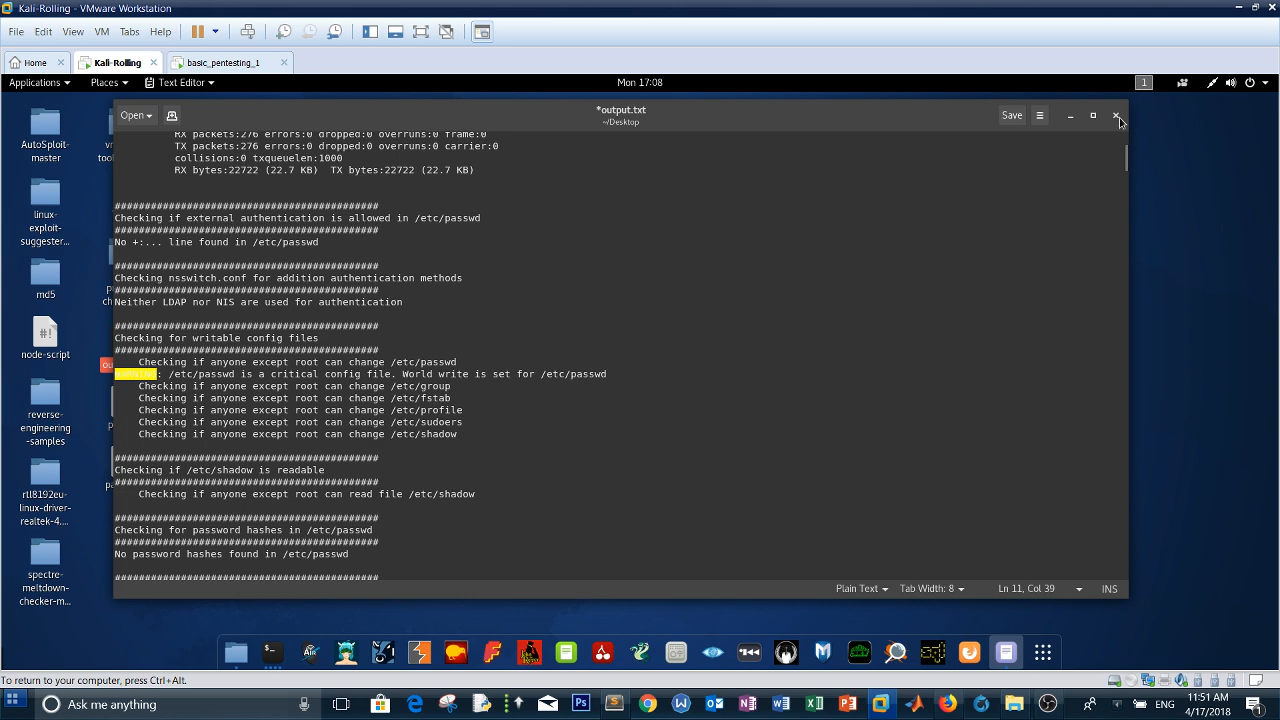 Kali-Rolling - VMware Workstation
File Edit View VM Tabs Help
Home Kali-Rolling basic_pentesting_1
Applications Places Text Editor Mon 17:08 1
Open *output.txt Save
~/Desktop
AutoSploit-
master
linux-
exploit-
suggester...
md5
node-script
reverse-
engineering
-samples
rtl8192eu-
linux-driver
-realtek-4....
spectre-
meltdown-
checker-m...
RX packets:276 errors:0 dropped:0 overruns:0 frame:0
TX packets:276 errors:0 dropped:0 overruns:0 carrier:0
collisions:0 txqueuelen:1000
RX bytes:22722 (22.7 KB)  TX bytes:22722 (22.7 KB)
############################################
Checking if external authentication is allowed in /etc/passwd
############################################
No +:... line found in /etc/passwd
############################################
Checking nsswitch.conf for addition authentication methods
############################################
Neither LDAP nor NIS are used for authentication
############################################
Checking for writable config files
############################################
Checking if anyone except root can change /etc/passwd
WARNING: /etc/passwd is a critical config file. World write is set for /etc/passwd
Checking if anyone except root can change /etc/group
Checking if anyone except root can change /etc/fstab
Checking if anyone except root can change /etc/profile
Checking if anyone except root can change /etc/sudoers
Checking if anyone except root can change /etc/shadow
############################################
Checking if /etc/shadow is readable
############################################
Checking if anyone except root can read file /etc/shadow
############################################
Checking for password hashes in /etc/passwd
############################################
No password hashes found in /etc/passwd
############################################
Plain Text Tab Width: 8 Ln 11, Col 39 INS
To return to your computer, press Ctrl+Alt.
Ask me anything
ENG
11:51 AM
4/17/2018